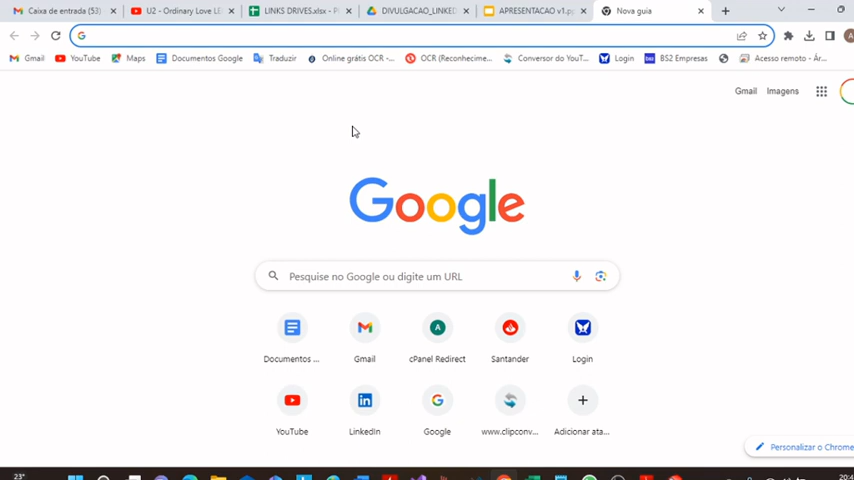 Caixa de entrada (53)
U2 - Ordinary Love LE
LINKS DRIVES.xlsx - P
DIVULGACAO_LINKED
APRESENTACAO v1.p
Nova guia
Gmail
YouTube
Maps
Documentos Google
Traduzir
Online grátis OCR -...
OCR (Reconhecime...
Conversor do YouT...
Login
BS2 Empresas
Acesso remoto - Ár...
Gmail
Imagens
Google
Pesquise no Google ou digite um URL
Documentos ...
Gmail
cPanel Redirect
Santander
Login
YouTube
LinkedIn
Google
www.clipconv...
Adicionar ata...
Personalizar o Chrome
23°